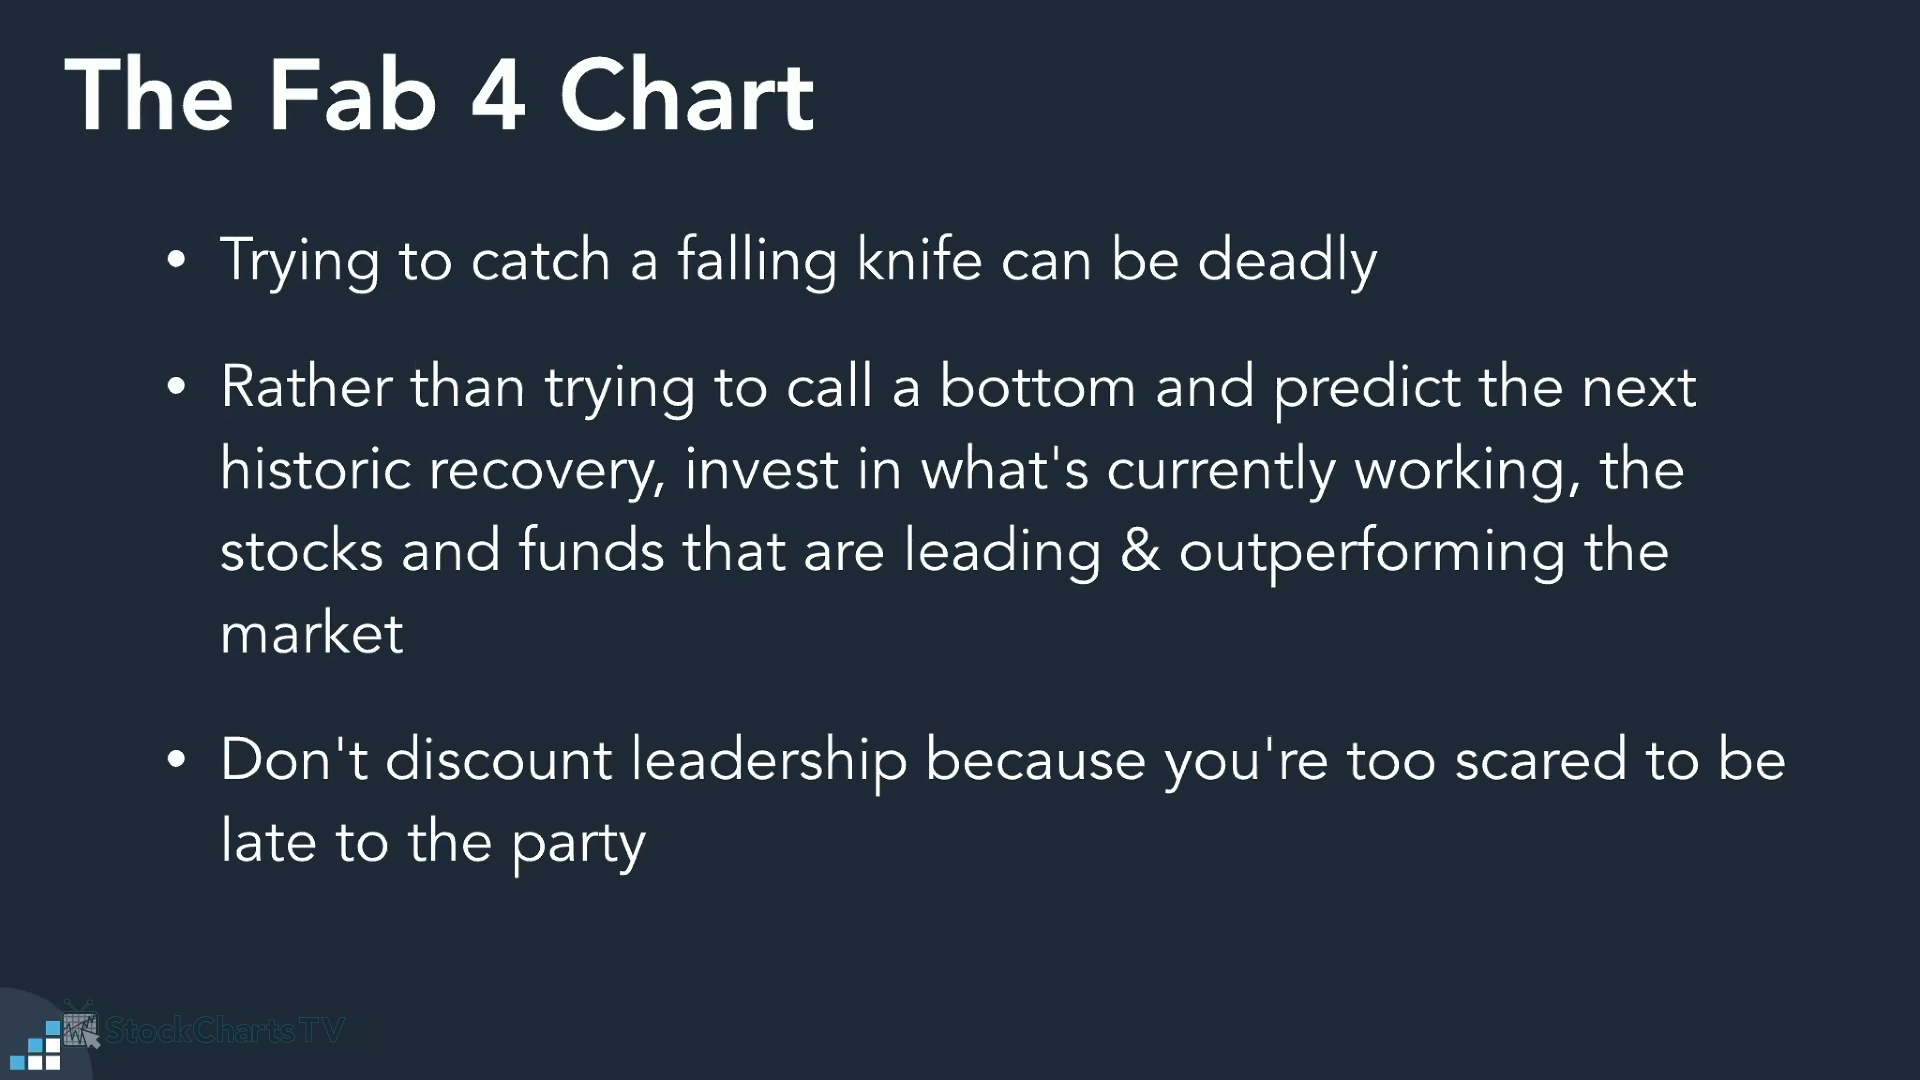 The Fab 4 Chart
• Trying to catch a falling knife can be deadly
• Rather than trying to call a bottom and predict the next
historic recovery, invest in what's currently working, the
stocks and funds that are leading & outperforming the
market
• Don't discount leadership because you're too scared to be
late to the party
StockCharts TV